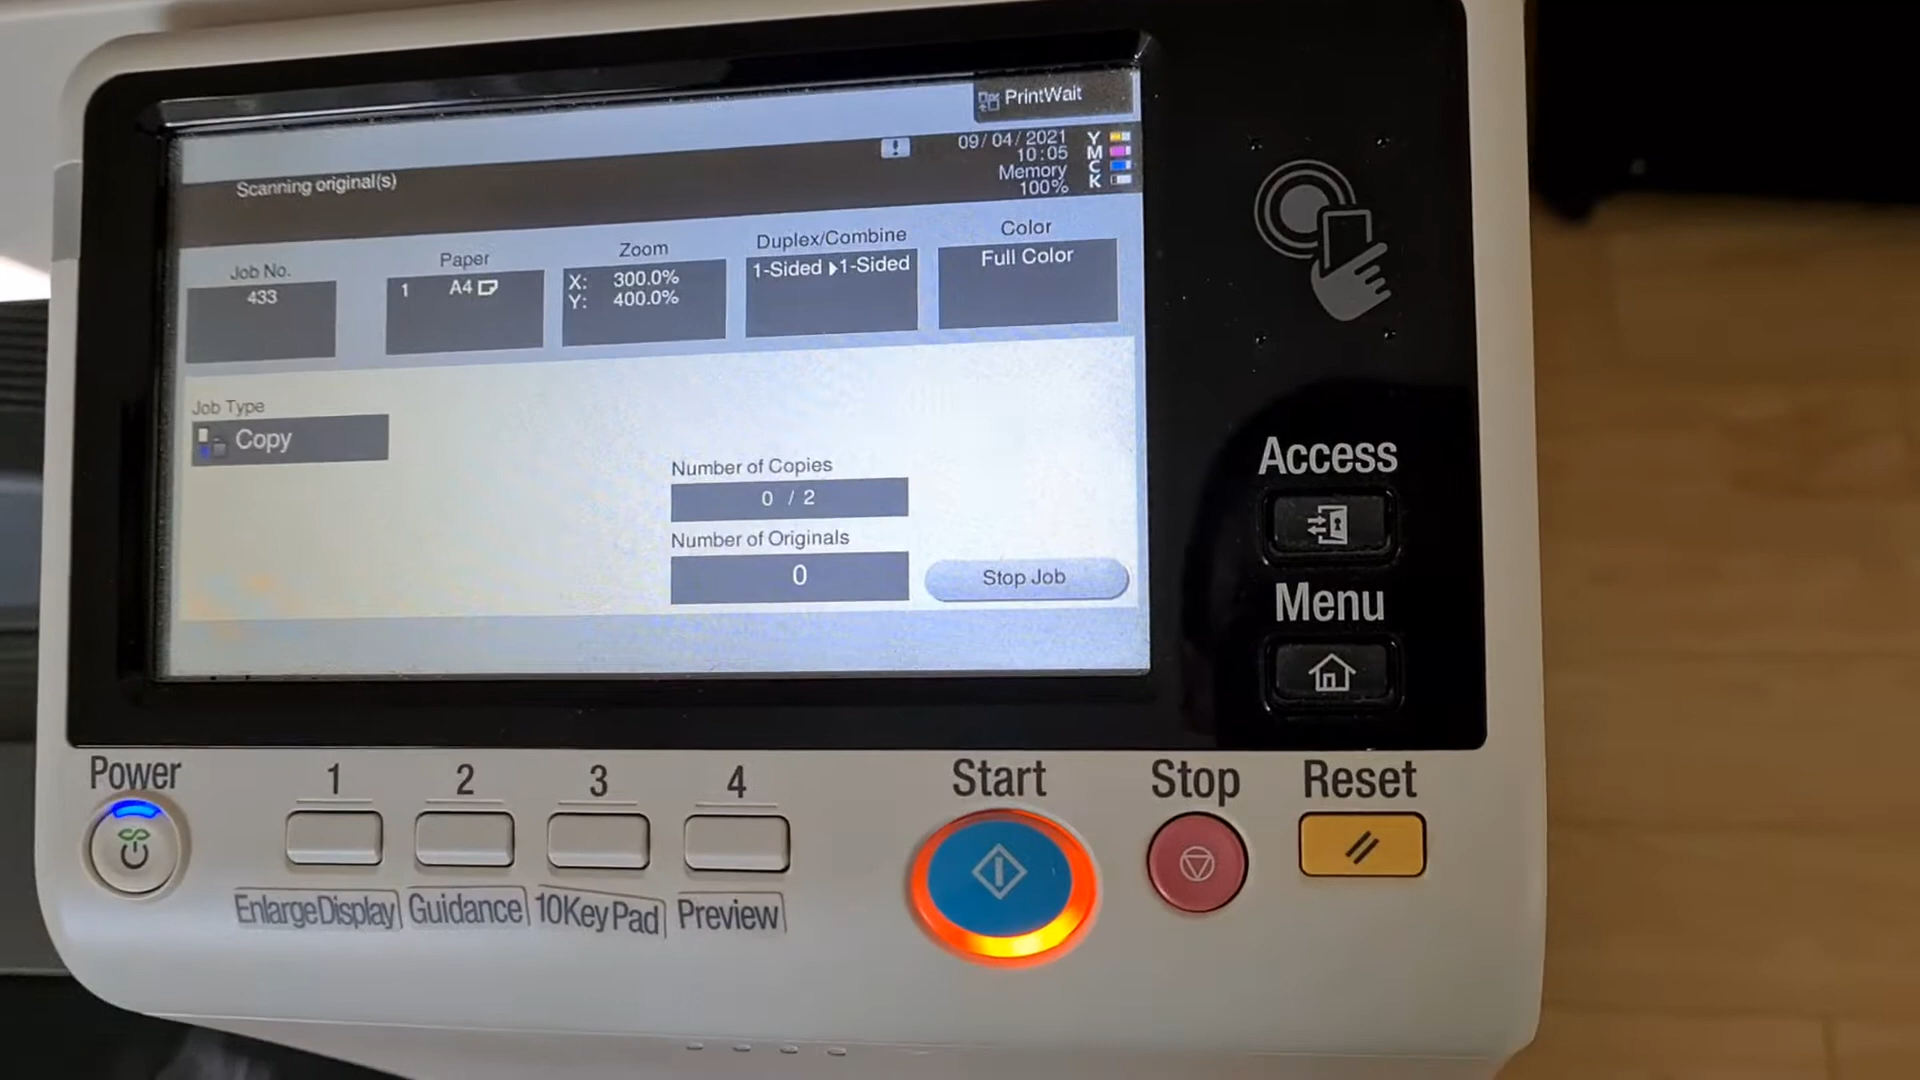 PrintWait
09/04/2021
10:05
Memory
100%
Y
M
C
K
Scanning original(s)
Job No.
433
Paper
1 A4
Zoom
X: 300.0%
Y: 400.0%
Duplex/Combine
1-Sided ▶1-Sided
Color
Full Color
Job Type
Copy
Number of Copies
0 / 2
Number of Originals
0
Stop Job
Access
Menu
Power
1
2
3
4
Start
Stop
Reset
EnlargeDisplay
Guidance
10KeyPad
Preview